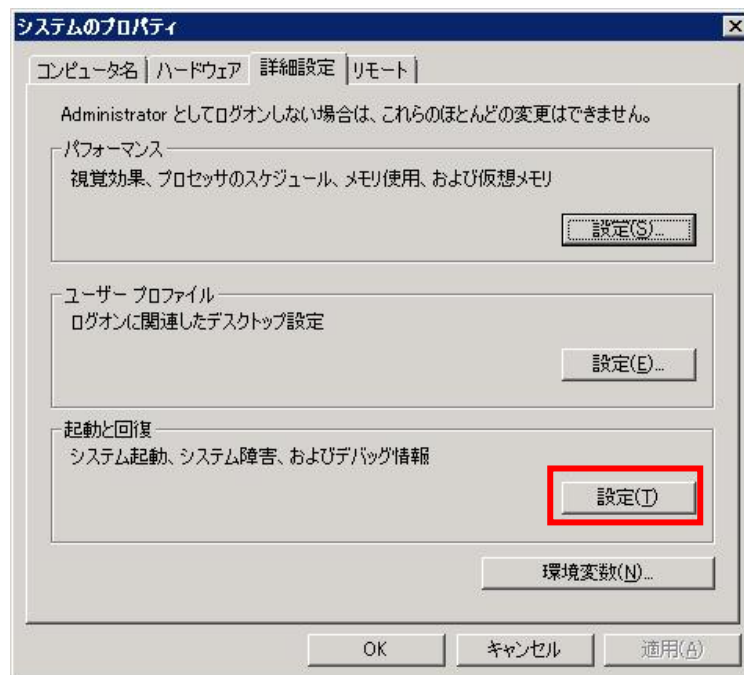 システムのプロパティ
コンピュータ名 ハードウェア 詳細設定 リモート
Administrator としてログオンしない場合は、これらのほとんどの変更はできません。
パフォーマンス
視覚効果、プロセッサのスケジュール、メモリ使用、および仮想メモリ
設定(S)...
ユーザー プロファイル
ログオンに関連したデスクトップ設定
設定(E)...
起動と回復
システム起動、システム障害、およびデバッグ情報
設定(T)
環境変数(N)...
OK キャンセル 適用(A)